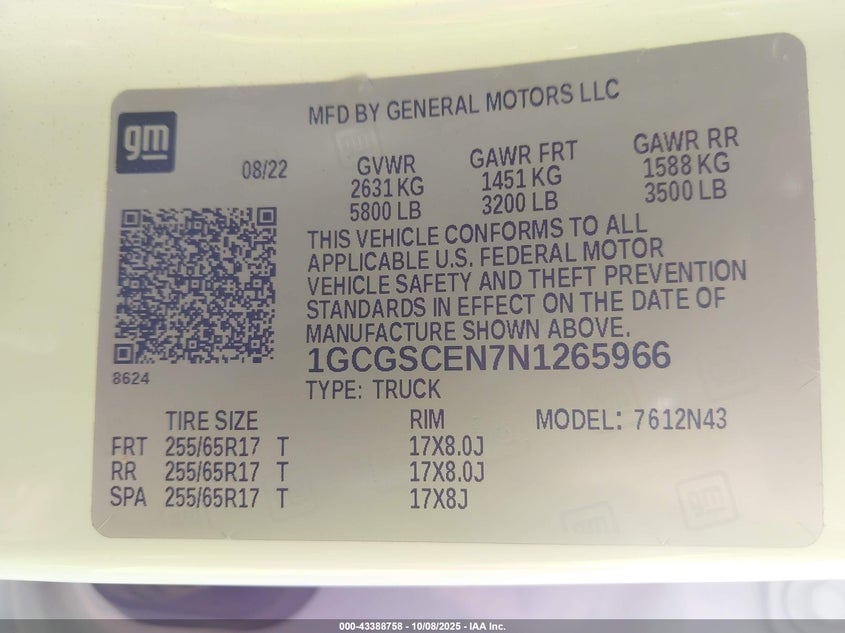 gm
MFD BY GENERAL MOTORS LLC
08/22
GVWR GAWR FRT GAWR RR
2631 KG 1451 KG 1588 KG
5800 LB 3200 LB 3500 LB
THIS VEHICLE CONFORMS TO ALL
APPLICABLE U.S. FEDERAL MOTOR
VEHICLE SAFETY AND THEFT PREVENTION
STANDARDS IN EFFECT ON THE DATE OF
MANUFACTURE SHOWN ABOVE.
8624
1GCGSCEN7N1265966
TYPE: TRUCK
TIRE SIZE RIM MODEL: 7612N43
FRT 255/65R17 T 17X8.0J
RR 255/65R17 T 17X8.0J
SPA 255/65R17 T 17X8J
gm
gm
000-43388758 - 10/08/2025 - IAA Inc.